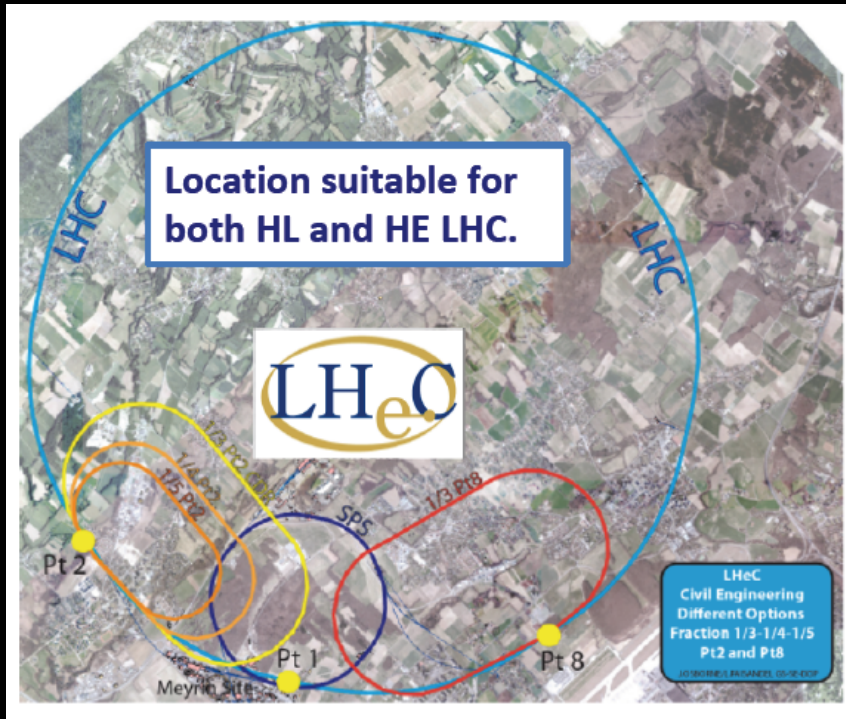 Location suitable for
both HL and HE LHC.
LHC
LHC
LHeC
1/3 Pt2
1/4 Pt2
1/5 Pt2
SPS
1/3 Pt8
Pt 2
Pt 1
Pt 8
Meyrin Site
LHeC
Civil Engineering
Different Options
Fraction 1/3-1/4-1/5
Pt2 and Pt8